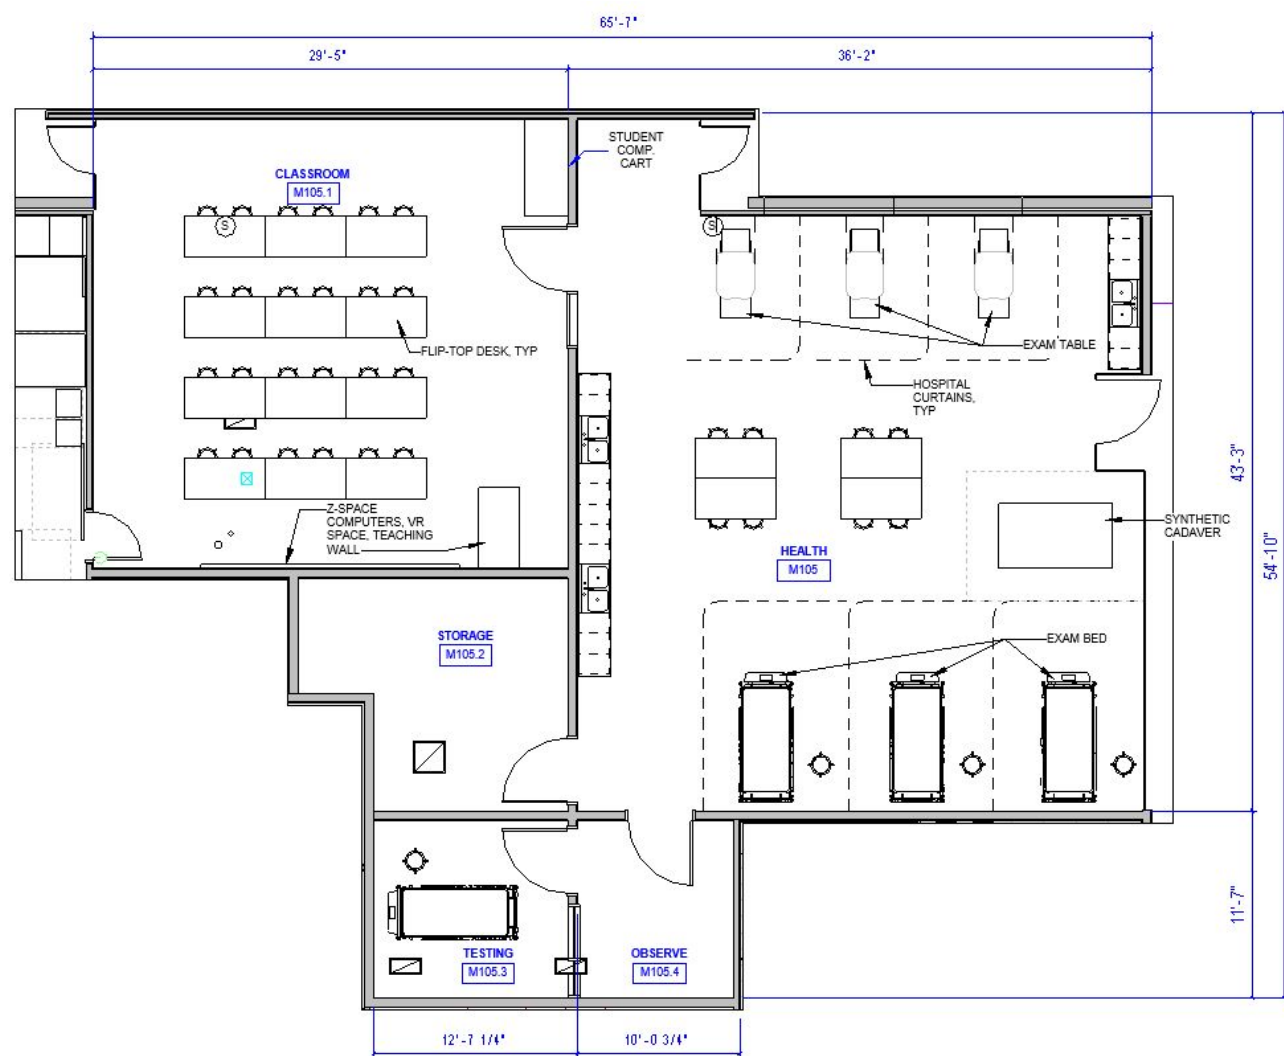 65'-7"
29'-5"
36'-2"
STUDENT
COMP.
CART
CLASSROOM
M105.1
S
S
FLIP-TOP DESK, TYP
EXAM TABLE
HOSPITAL
CURTAINS,
TYP
43'-3"
54'-10"
Z-SPACE
COMPUTERS, VR
SPACE, TEACHING
WALL
SYNTHETIC
CADAVER
HEALTH
M105
STORAGE
M105.2
EXAM BED
11'-7"
TESTING
M105.3
OBSERVE
M105.4
12'-7 1/4"
10'-0 3/4"